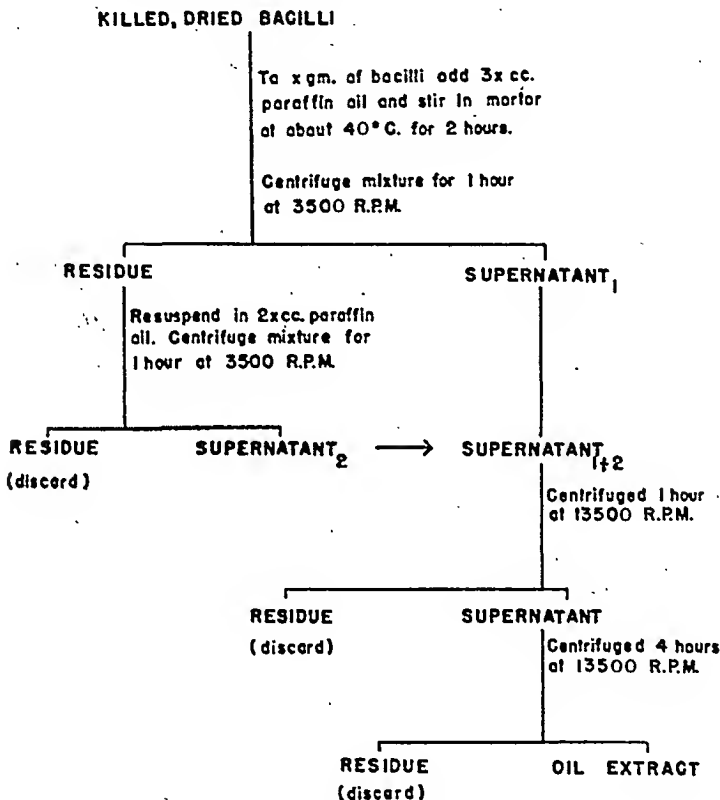 KILLED, DRIED BACILLI
To x gm. of bacilli add 3x cc.
paraffin oil and stir in mortar
at about 40° C. for 2 hours.
Centrifuge mixture for 1 hour
at 3500 R.P.M.
RESIDUE
SUPERNATANT1
Resuspend in 2x cc. paraffin
oil. Centrifuge mixture for
1 hour at 3500 R.P.M.
RESIDUE
(discard)
SUPERNATANT2 → SUPERNATANT1+2
Centrifuged 1 hour
at 13500 R.P.M.
RESIDUE
(discard)
SUPERNATANT
Centrifuged 4 hours
at 13500 R.P.M.
RESIDUE
(discard)
OIL EXTRACT